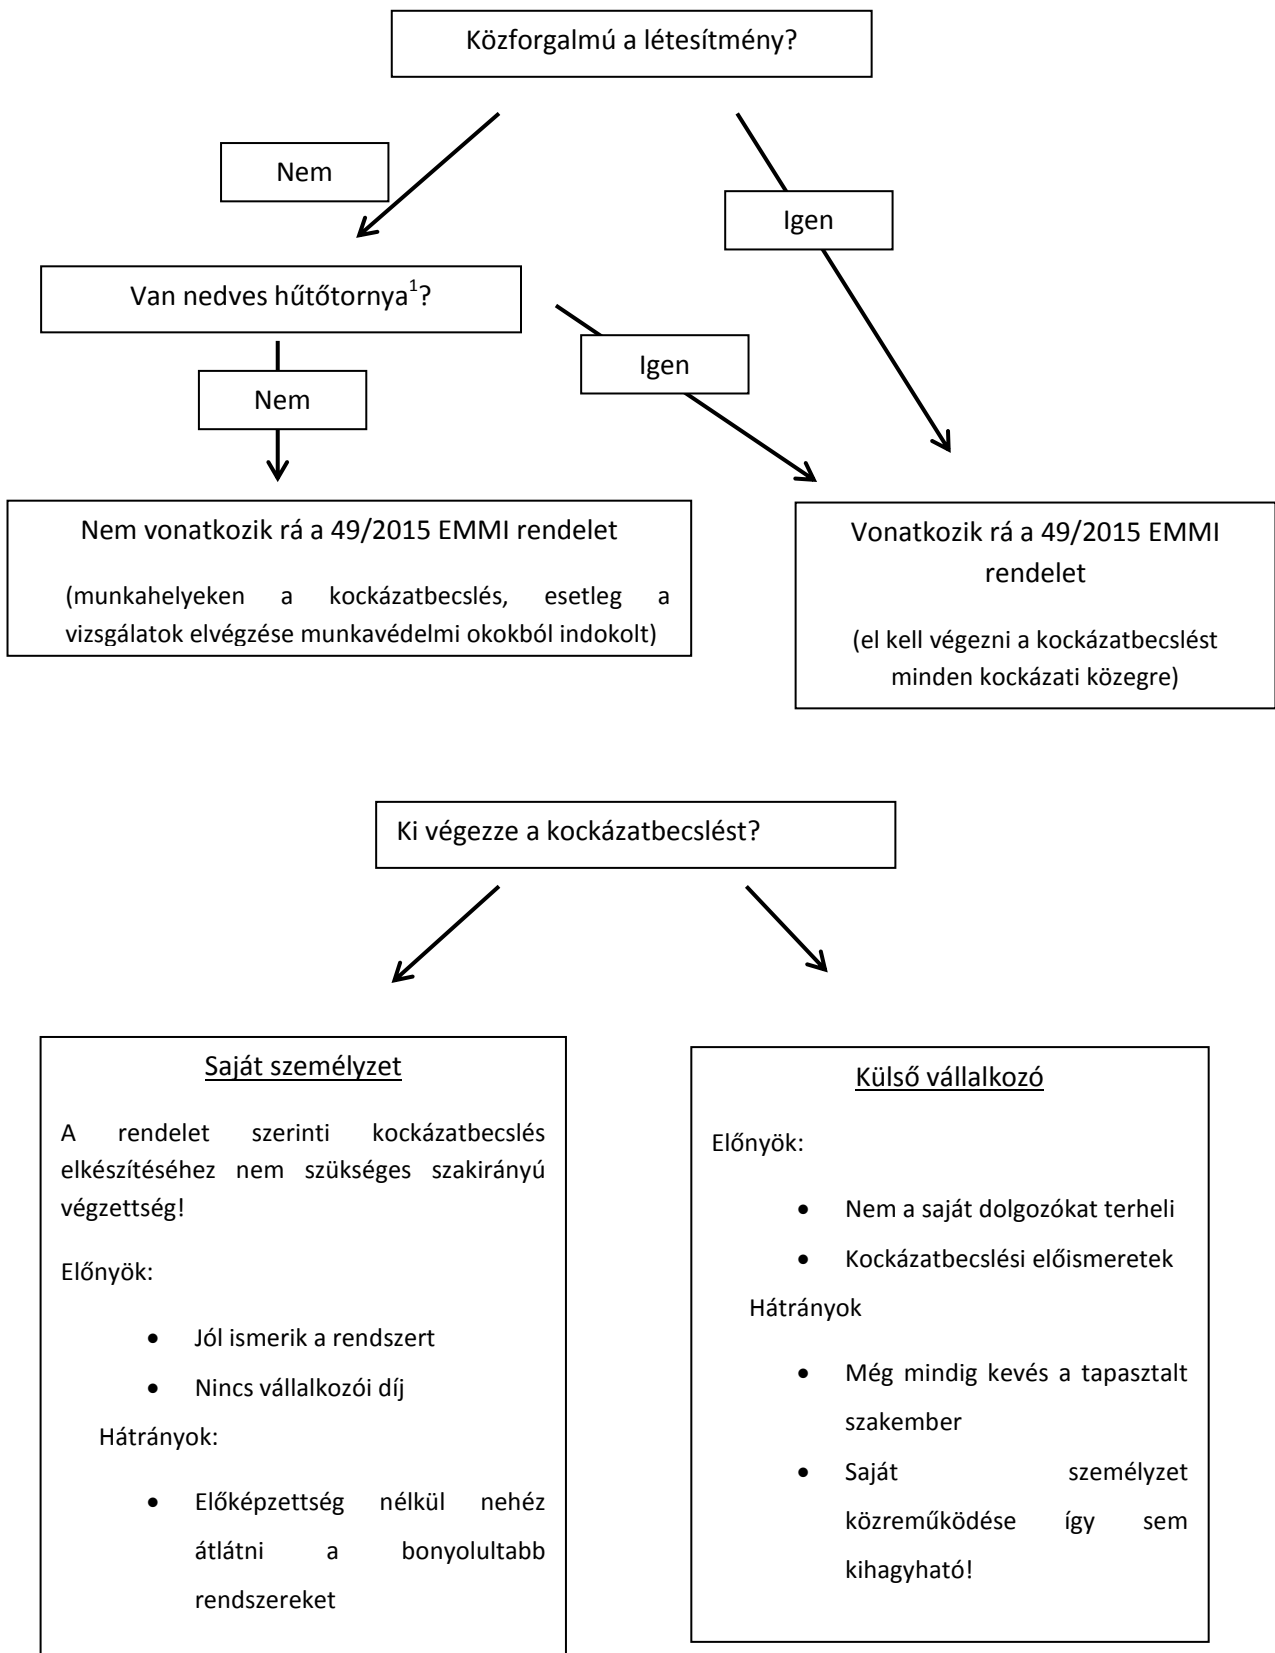 Közforgalmú a létesítmény?
Nem
Igen
Van nedves hűtőtornya¹?
Igen
Nem
Nem vonatkozik rá a 49/2015 EMMI rendelet
(munkahelyeken a kockázatbecslés, esetleg a
vizsgálatok elvégzése munkavédelmi okokból indokolt)
Vonatkozik rá a 49/2015 EMMI
rendelet
(el kell végezni a kockázatbecslést
minden kockázati közegre)
Ki végezze a kockázatbecslést?
Saját személyzet
A rendelet szerinti kockázatbecslés
elkészítéséhez nem szükséges szakirányú
végzettség!
Előnyök:
• Jól ismerik a rendszert
• Nincs vállalkozói díj
Hátrányok:
• Előképzettség nélkül nehéz
átlátni a bonyolultabb
rendszereket
Külső vállalkozó
Előnyök:
• Nem a saját dolgozókat terheli
• Kockázatbecslési előismeretek
Hátrányok
• Még mindig kevés a tapasztalt
szakember
• Saját személyzet
közreműködése így sem
kihagyható!